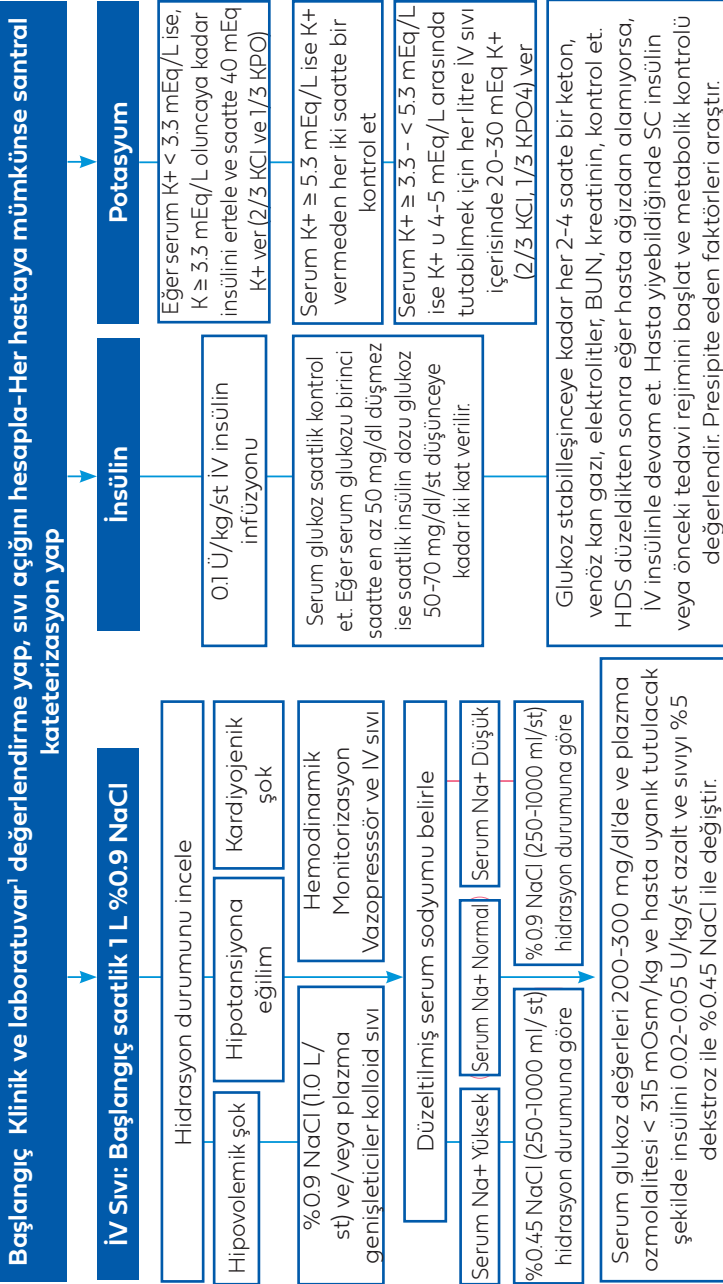 Başlangıç Klinik ve laboratuvar¹ değerlendirme yap, sıvı açığını hesapla-Her hastaya mümkünse santral
kateterizasyon yap
İV Sıvı: Başlangıç saatlik 1 L %0.9 NaCl
Hidrasyon durumunu incele
Hipovolemik şok
Hipotansiyona
eğilim
Kardiyojenik
şok
%0.9 NaCl (1.0 L/
st) ve/veya plazma
genişleticiler kolloid sıvı
Hemodinamik
Monitorizasyon
Vazopresssör ve IV sıvı
Düzeltilmiş serum sodyumu belirle
Serum Na+ Yüksek
Serum Na+ Normal
Serum Na+ Düşük
%0.45 NaCl (250-1000 ml/ st)
hidrasyon durumuna göre
%0.9 NaCl (250-1000 ml/st)
hidrasyon durumuna göre
Serum glukoz değerleri 200-300 mg/dl'de ve plazma
ozmolalitesi < 315 mOsm/kg ve hasta uyanık tutulacak
şekilde insülini 0.02-0.05 U/kg/st azalt ve sıvıyı %5
dekstroz ile %0.45 NaCl ile değiştir.
İnsülin
0.1 Ü/kg/st İV insülin
infüzyonu
Serum glukoz saatlik kontrol
et. Eğer serum glukozu birinci
saatte en az 50 mg/dl düşmez
ise saatlik insülin dozu glukoz
50-70 mg/dl/st düşünceye
kadar iki kat verilir.
Potasyum
Eğer serum K+ < 3.3 mEq/L ise,
K ≥ 3.3 mEq/L oluncaya kadar
insülini ertele ve saatte 40 mEq
K+ ver (2/3 KCl ve 1/3 KPO)
Serum K+ ≥ 5.3 mEq/L ise K+
vermeden her iki saatte bir
kontrol et
Serum K+ ≥ 3.3 - < 5.3 mEq/L
ise K+ u 4-5 mEq/L arasında
tutabilmek için her litre İV sıvı
içerisinde 20-30 mEq K+
(2/3 KCl, 1/3 KPO4) ver
Glukoz stabilleşinceye kadar her 2-4 saate bir keton,
venöz kan gazı, elektrolitler, BUN, kreatinin, kontrol et.
HDS düzeldikten sonra eğer hasta ağızdan alamıyorsa,
İV insülinle devam et. Hasta yiyebildiğinde SC insülin
veya önceki tedavi rejimini başlat ve metabolik kontrolü
değerlendir. Presipite eden faktörleri araştır.